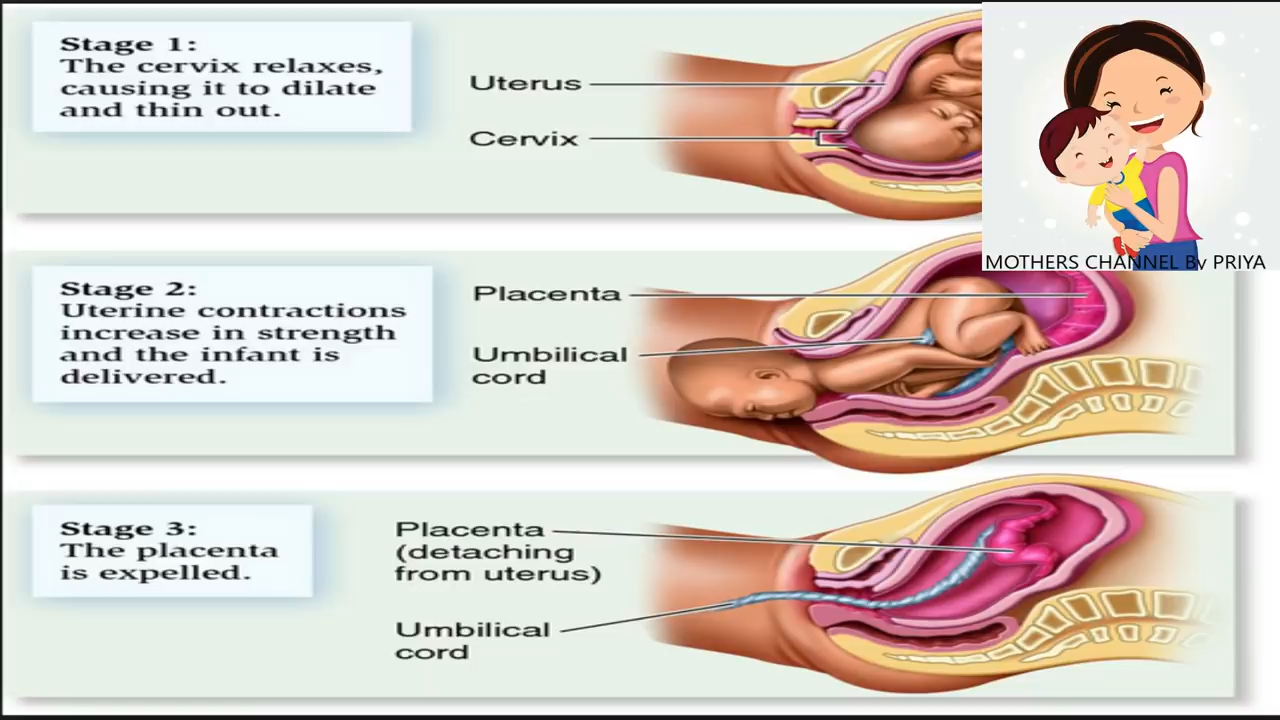 Stage 1:
The cervix relaxes,
causing it to dilate
and thin out.
Uterus
Cervix
MOTHERS CHANNEL By PRIYA
Stage 2:
Uterine contractions
increase in strength
and the infant is
delivered.
Placenta
Umbilical
cord
Stage 3:
The placenta
is expelled.
Placenta
(detaching
from uterus)
Umbilical
cord